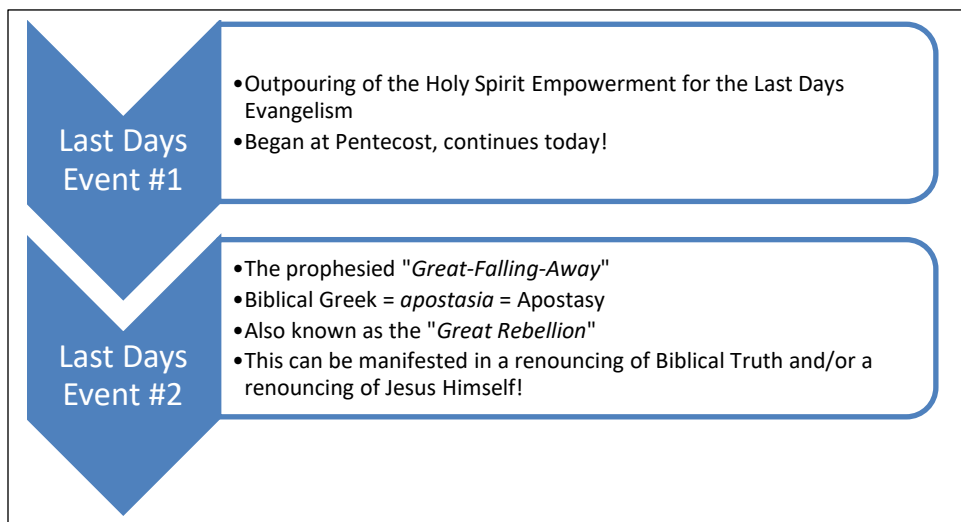 Last Days
Event #1
•Outpouring of the Holy Spirit Empowerment for the Last Days
Evangelism
•Began at Pentecost, continues today!
Last Days
Event #2
•The prophesied "Great-Falling-Away"
•Biblical Greek = apostasia = Apostasy
•Also known as the "Great Rebellion"
•This can be manifested in a renouncing of Biblical Truth and/or a
renouncing of Jesus Himself!